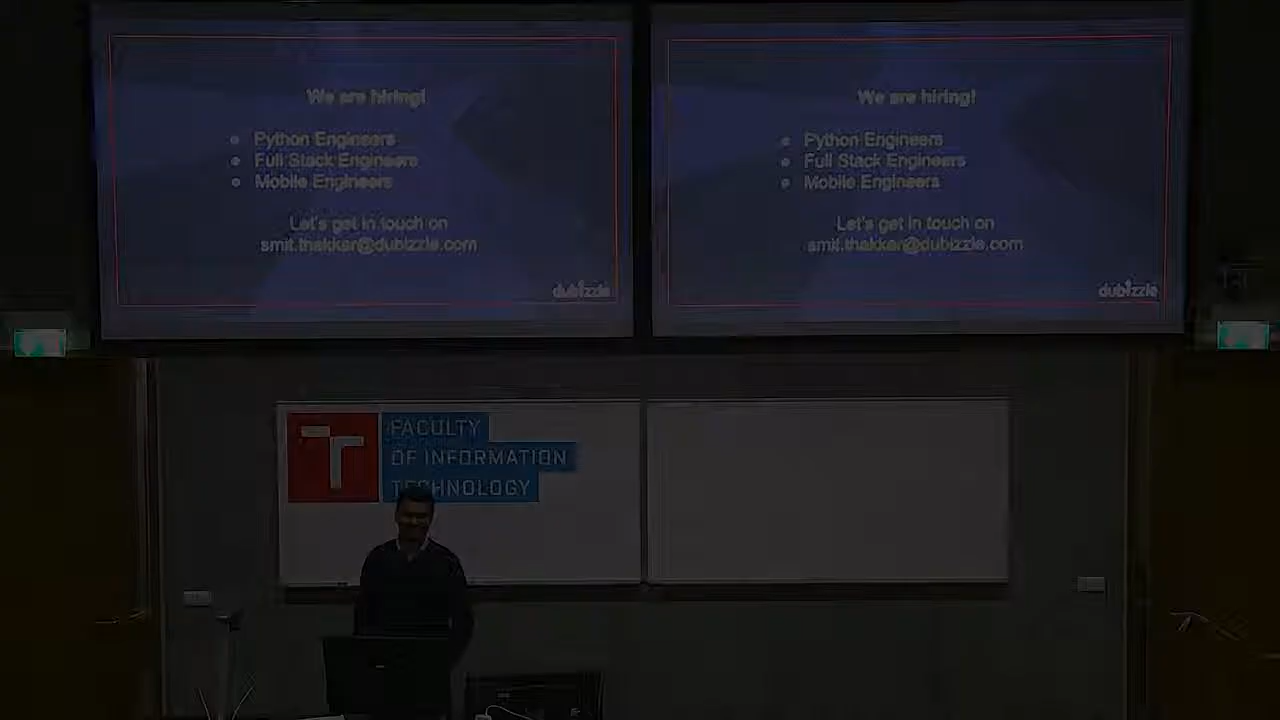 We are hiring!
Python Engineers
Full Stack Engineers
Mobile Engineers
Let's get in touch on
smit.thakkar@dubizzle.com
dubizzle
We are hiring!
Python Engineers
Full Stack Engineers
Mobile Engineers
Let's get in touch on
smit.thakkar@dubizzle.com
dubizzle
T
FACULTY
OF INFORMATION
TECHNOLOGY